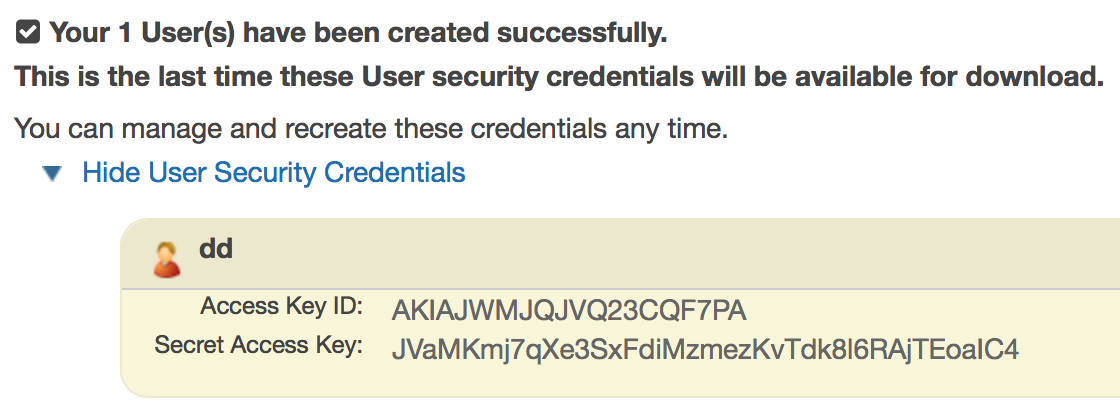 Your 1 User(s) have been created successfully.
This is the last time these User security credentials will be available for download.
You can manage and recreate these credentials any time.
Hide User Security Credentials
dd
Access Key ID: AKIAJWMJQJVQ23CQF7PA
Secret Access Key: